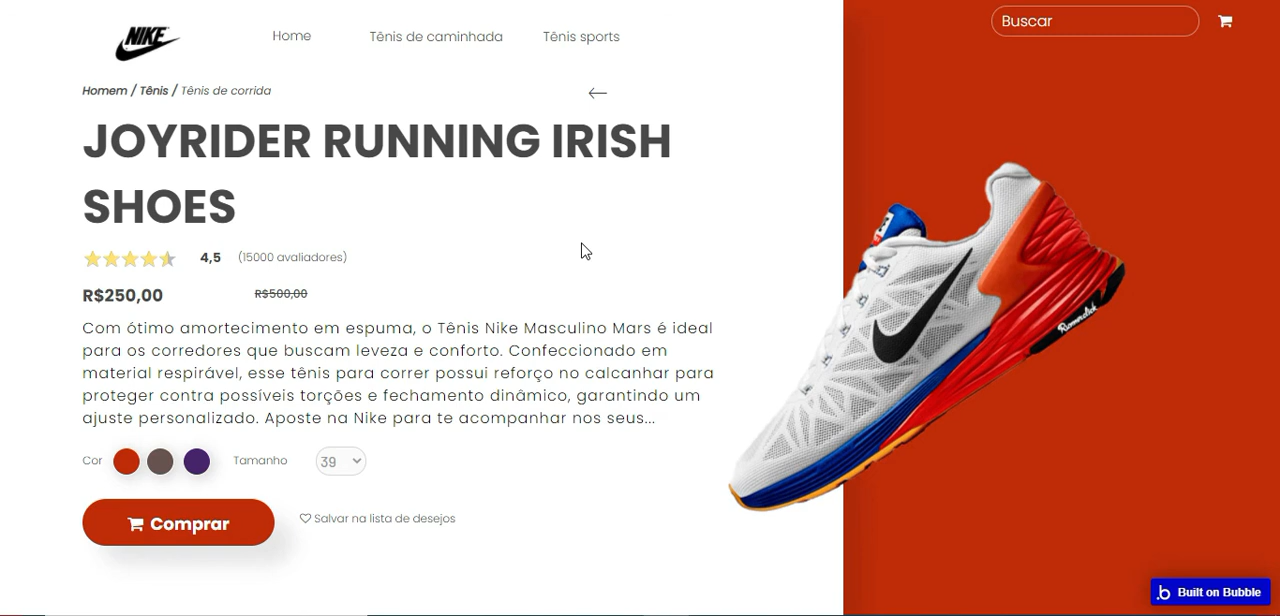 NIKE
Home
Tênis de caminhada
Tênis sports
Buscar
Homem / Tênis / Tênis de corrida
JOYRIDER RUNNING IRISH
SHOES
4,5
(15000 avaliadores)
R$250,00
R$500,00
Com ótimo amortecimento em espuma, o Tênis Nike Masculino Mars é ideal
para os corredores que buscam leveza e conforto. Confeccionado em
material respirável, esse tênis para correr possui reforço no calcanhar para
proteger contra possíveis torções e fechamento dinâmico, garantindo um
ajuste personalizado. Aposte na Nike para te acompanhar nos seus...
Cor
Tamanho
39
Comprar
Salvar na lista de desejos
Built on Bubble